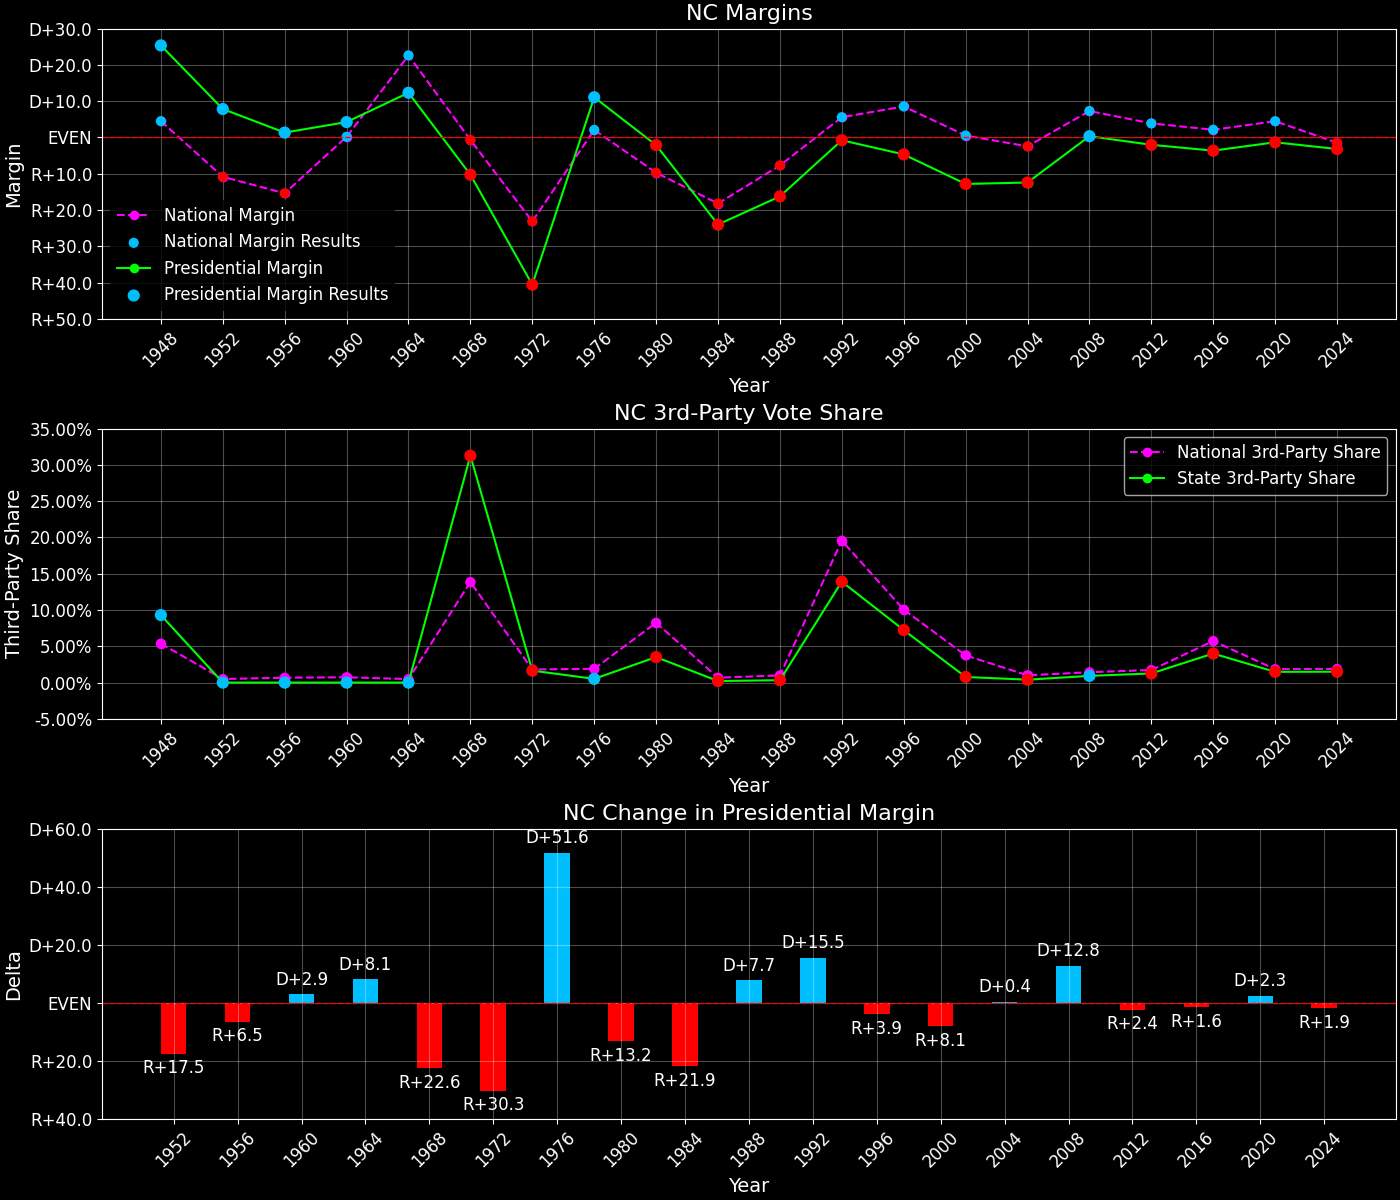 NC Margins
D+30.0
D+20.0
D+10.0
EVEN
R+10.0
R+20.0
R+30.0
R+40.0
R+50.0
Margin
National Margin
National Margin Results
Presidential Margin
Presidential Margin Results
1948 1952 1956 1960 1964 1968 1972 1976 1980 1984 1988 1992 1996 2000 2004 2008 2012 2016 2020 2024
Year
NC 3rd-Party Vote Share
35.00%
30.00%
25.00%
20.00%
15.00%
10.00%
5.00%
0.00%
-5.00%
Third-Party Share
National 3rd-Party Share
State 3rd-Party Share
1948 1952 1956 1960 1964 1968 1972 1976 1980 1984 1988 1992 1996 2000 2004 2008 2012 2016 2020 2024
Year
NC Change in Presidential Margin
D+60.0
D+40.0
D+20.0
EVEN
R+20.0
R+40.0
Delta
R+17.5
R+6.5
D+2.9
D+8.1
R+22.6
R+30.3
D+51.6
R+13.2
R+21.9
D+7.7
D+15.5
R+3.9
R+8.1
D+0.4
D+12.8
R+2.4
R+1.6
D+2.3
R+1.9
1952 1956 1960 1964 1968 1972 1976 1980 1984 1988 1992 1996 2000 2004 2008 2012 2016 2020 2024
Year